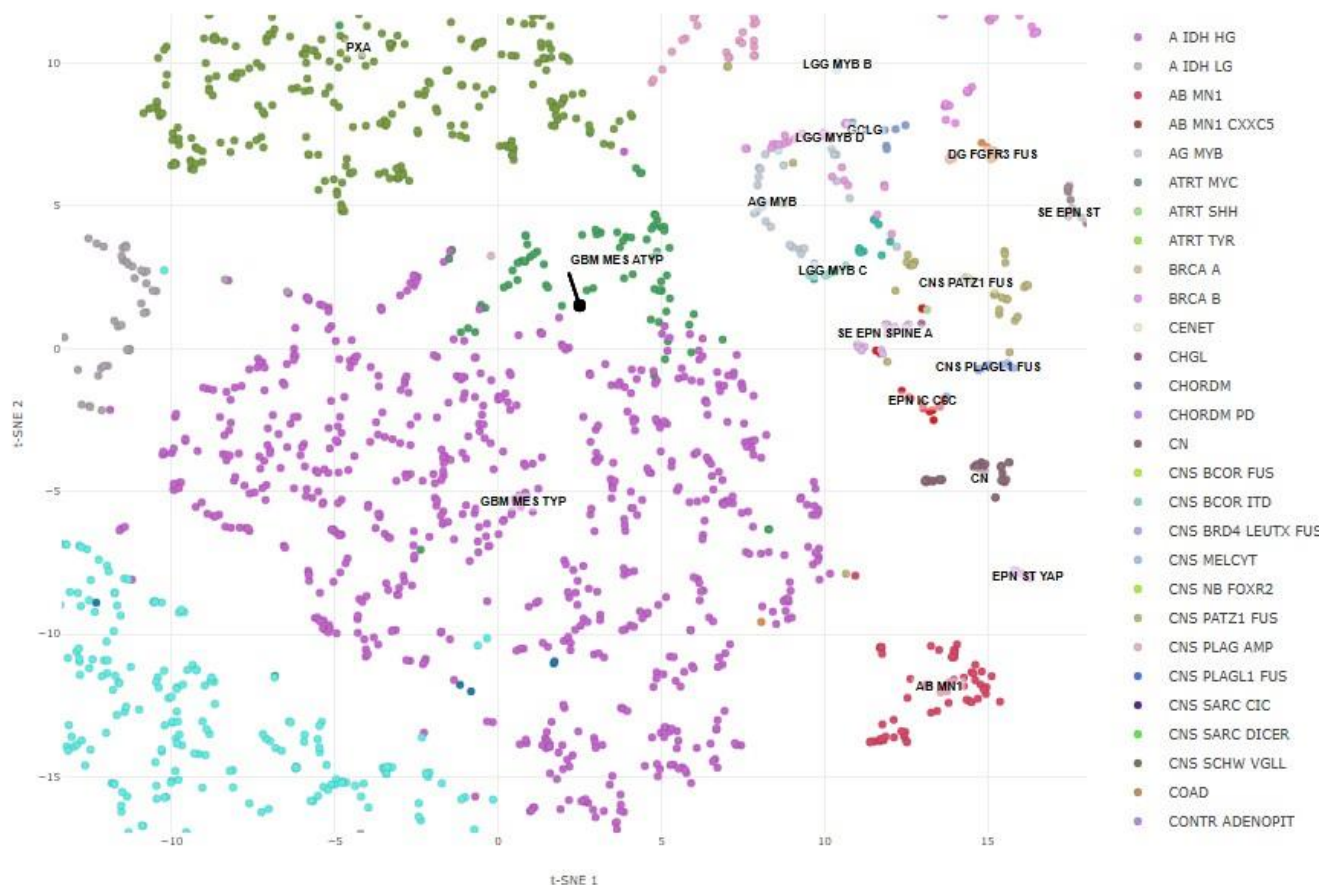 PXA
LGG MYB B
10
GCLG
LGG MYB D
DG FGFR3 FUS
5
AG MYB
SE EPN ST
GBM MES ATYP
LGG MYB C
CNS PATZ1 FUS
0
SE EPN SPINE A
CNS PLAGL1 FUS
EPN IC C6C
CN
−5
GBM MES TYP
EPN ST YAP
−10
AB MN1
−15
−10
−5
0
5
10
15
t-SNE 1
t-SNE 2
A IDH HG
A IDH LG
AB MN1
AB MN1 CXXC5
AG MYB
ATRT MYC
ATRT SHH
ATRT TYR
BRCA A
BRCA B
CENET
CHGL
CHORDM
CHORDM PD
CN
CNS BCOR FUS
CNS BCOR ITD
CNS BRD4 LEUTX FUS
CNS MELCYT
CNS NB FOXR2
CNS PATZ1 FUS
CNS PLAG AMP
CNS PLAGL1 FUS
CNS SARC CIC
CNS SARC DICER
CNS SCHW VGLL
COAD
CONTR ADENOPIT